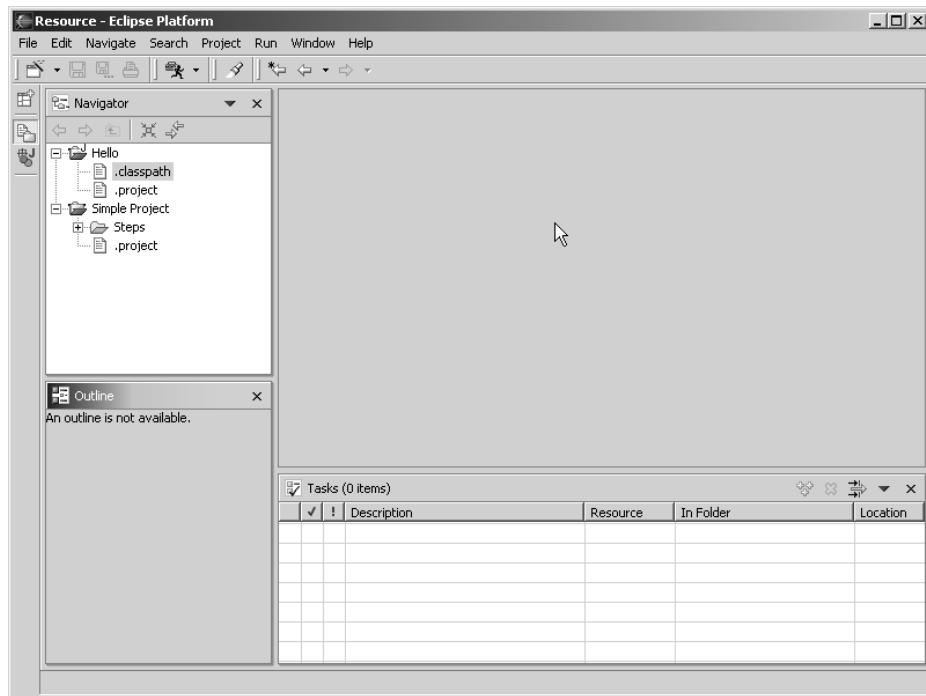 Resource - Eclipse Platform
File Edit Navigate Search Project Run Window Help
Navigator
Hello
.classpath
.project
Simple Project
Steps
.project
Outline
An outline is not available.
Tasks (0 items)
! Description Resource In Folder Location